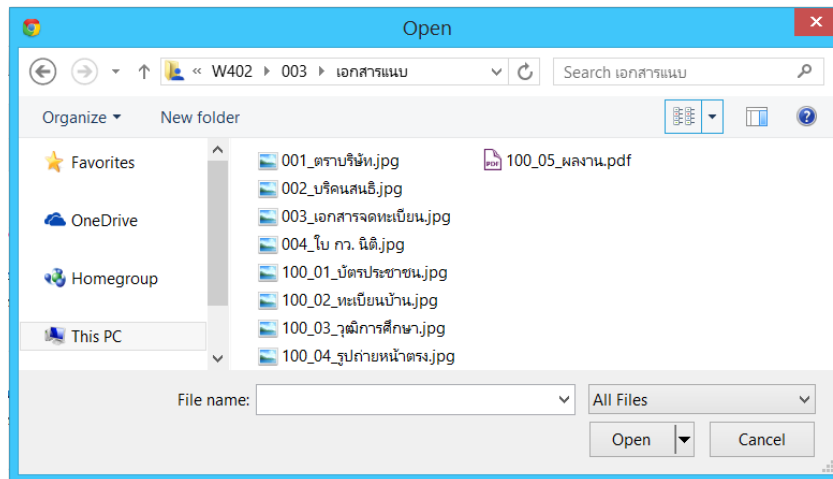 Open
« W402 003 เอกสารแนบ
Search เอกสารแนบ
Organize New folder
Favorites
OneDrive
Homegroup
This PC
001_ตราบริษัท.jpg
002_บริคนสนธิ.jpg
003_เอกสารจดทะเบียน.jpg
004_ใบ กว. นิติ.jpg
100_01_บัตรประชาชน.jpg
100_02_ทะเบียนบ้าน.jpg
100_03_วุฒิการศึกษา.jpg
100_04_รูปถ่ายหน้าตรง.jpg
PDF 100_05_ผลงาน.pdf
File name:
All Files
Open Cancel